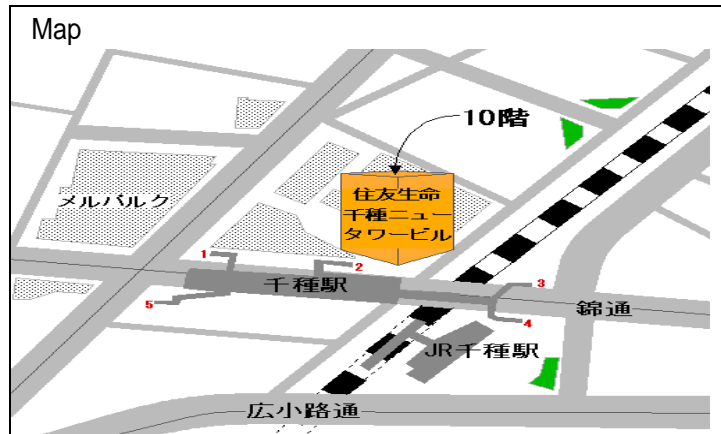 Map
10階
メルパルク
住友生命
千種ニュー
タワービル
1
2
千種駅
3
5
錦通
4
JR千種駅
広小路通